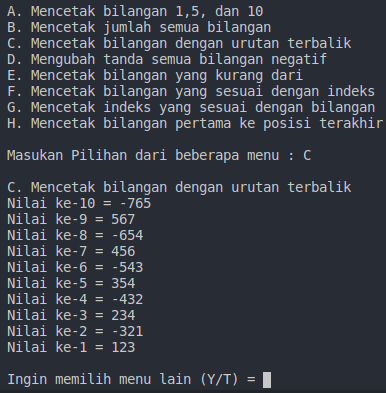 A. Mencetak bilangan 1,5, dan 10
B. Mencetak jumlah semua bilangan
C. Mencetak bilangan dengan urutan terbalik
D. Mengubah tanda semua bilangan negatif
E. Mencetak bilangan yang kurang dari
F. Mencetak bilangan yang sesuai dengan indeks
G. Mencetak indeks yang sesuai dengan bilangan
H. Mencetak bilangan pertama ke posisi terakhir
Masukan Pilihan dari beberapa menu : C
C. Mencetak bilangan dengan urutan terbalik
Nilai ke-10 = -765
Nilai ke-9 = 567
Nilai ke-8 = -654
Nilai ke-7 = 456
Nilai ke-6 = -543
Nilai ke-5 = 354
Nilai ke-4 = -432
Nilai ke-3 = 234
Nilai ke-2 = -321
Nilai ke-1 = 123
Ingin memilih menu lain (Y/T) =